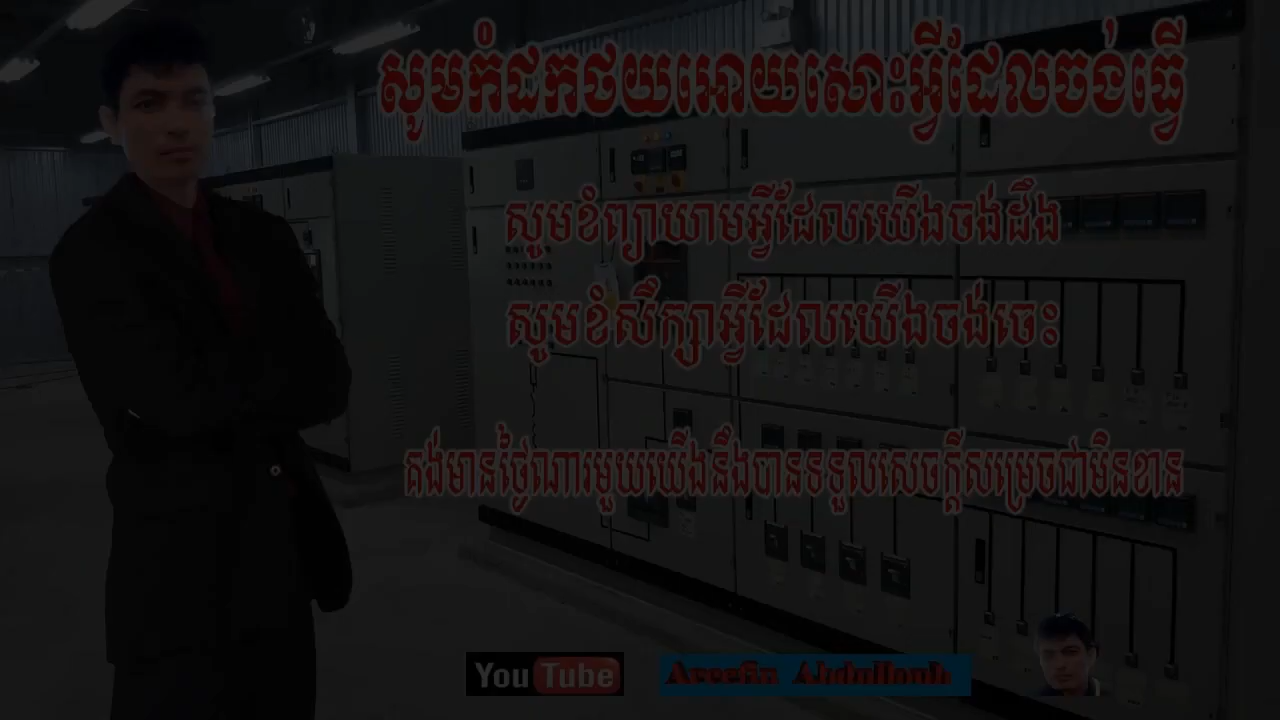 សូមកំដកថយអោយសោះអ្វីដែលចង់ធ្វើ
សូមខំព្យាយាមអ្វីដែលយើងចង់ដឹង
សូមខំសឹក្សាអ្វីដែលយើងចង់ចេះ
គង់មានថ្ងៃណារមួយយើងនឹងបានទទួលសេចក្ដីសម្រេចជាមិនខាន
YouTube